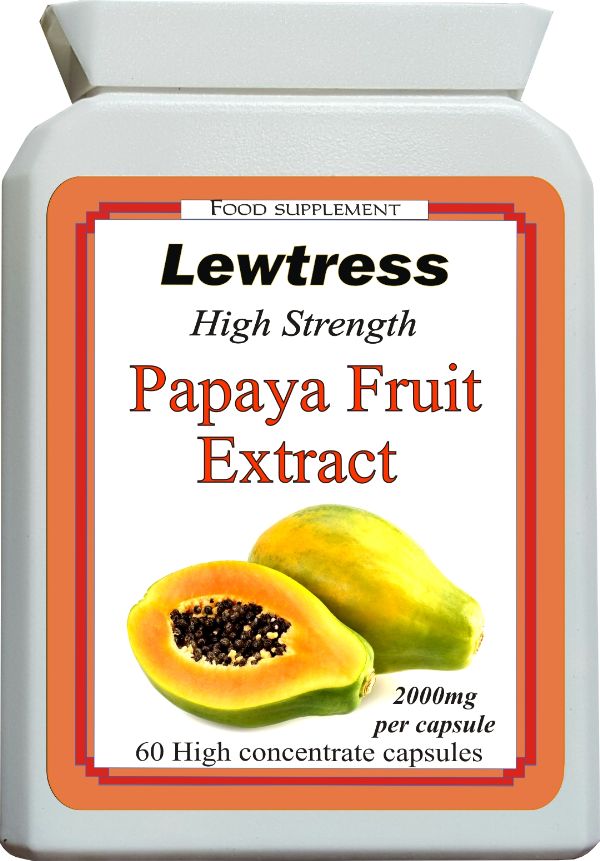 FOOD SUPPLEMENT
Lewtress
High Strength
Papaya Fruit
Extract
2000mg
per capsule
60 High concentrate capsules